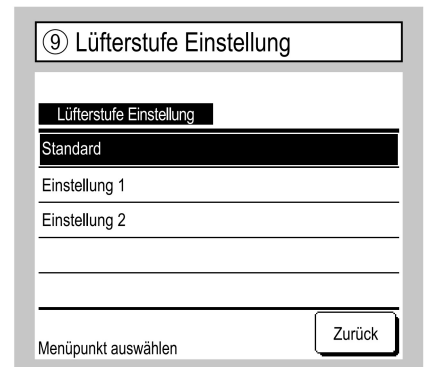 ⑨ Lüfterstufe Einstellung
Lüfterstufe Einstellung
Standard
Einstellung 1
Einstellung 2
Zurück
Menüpunkt auswählen